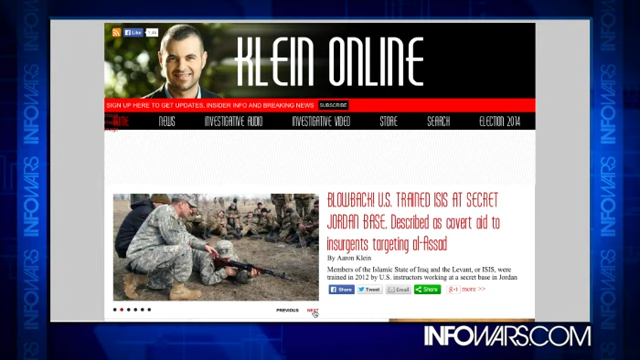 Like
KLEIN ONLINE
SIGN UP HERE TO GET UPDATES, INSIDER INFO AND BREAKING NEWS SUBSCRIBE
HOME NEWS INVESTIGATIVE AUDIO INVESTIGATIVE VIDEO STORE SEARCH ELECTION 2014
BLOWBACK! U.S. TRAINED ISIS AT SECRET
JORDAN BASE. Described as covert aid to
insurgents targeting al-Assad
By Aaron Klein
Members of the Islamic State of Iraq and the Levant, or ISIS, were
trained in 2012 by U.S. instructors working at a secret base in Jordan
Share Tweet Email Share g+1 more >>
PREVIOUS NEXT
INFOWARS
INFOWARS
INFOWARS.COM